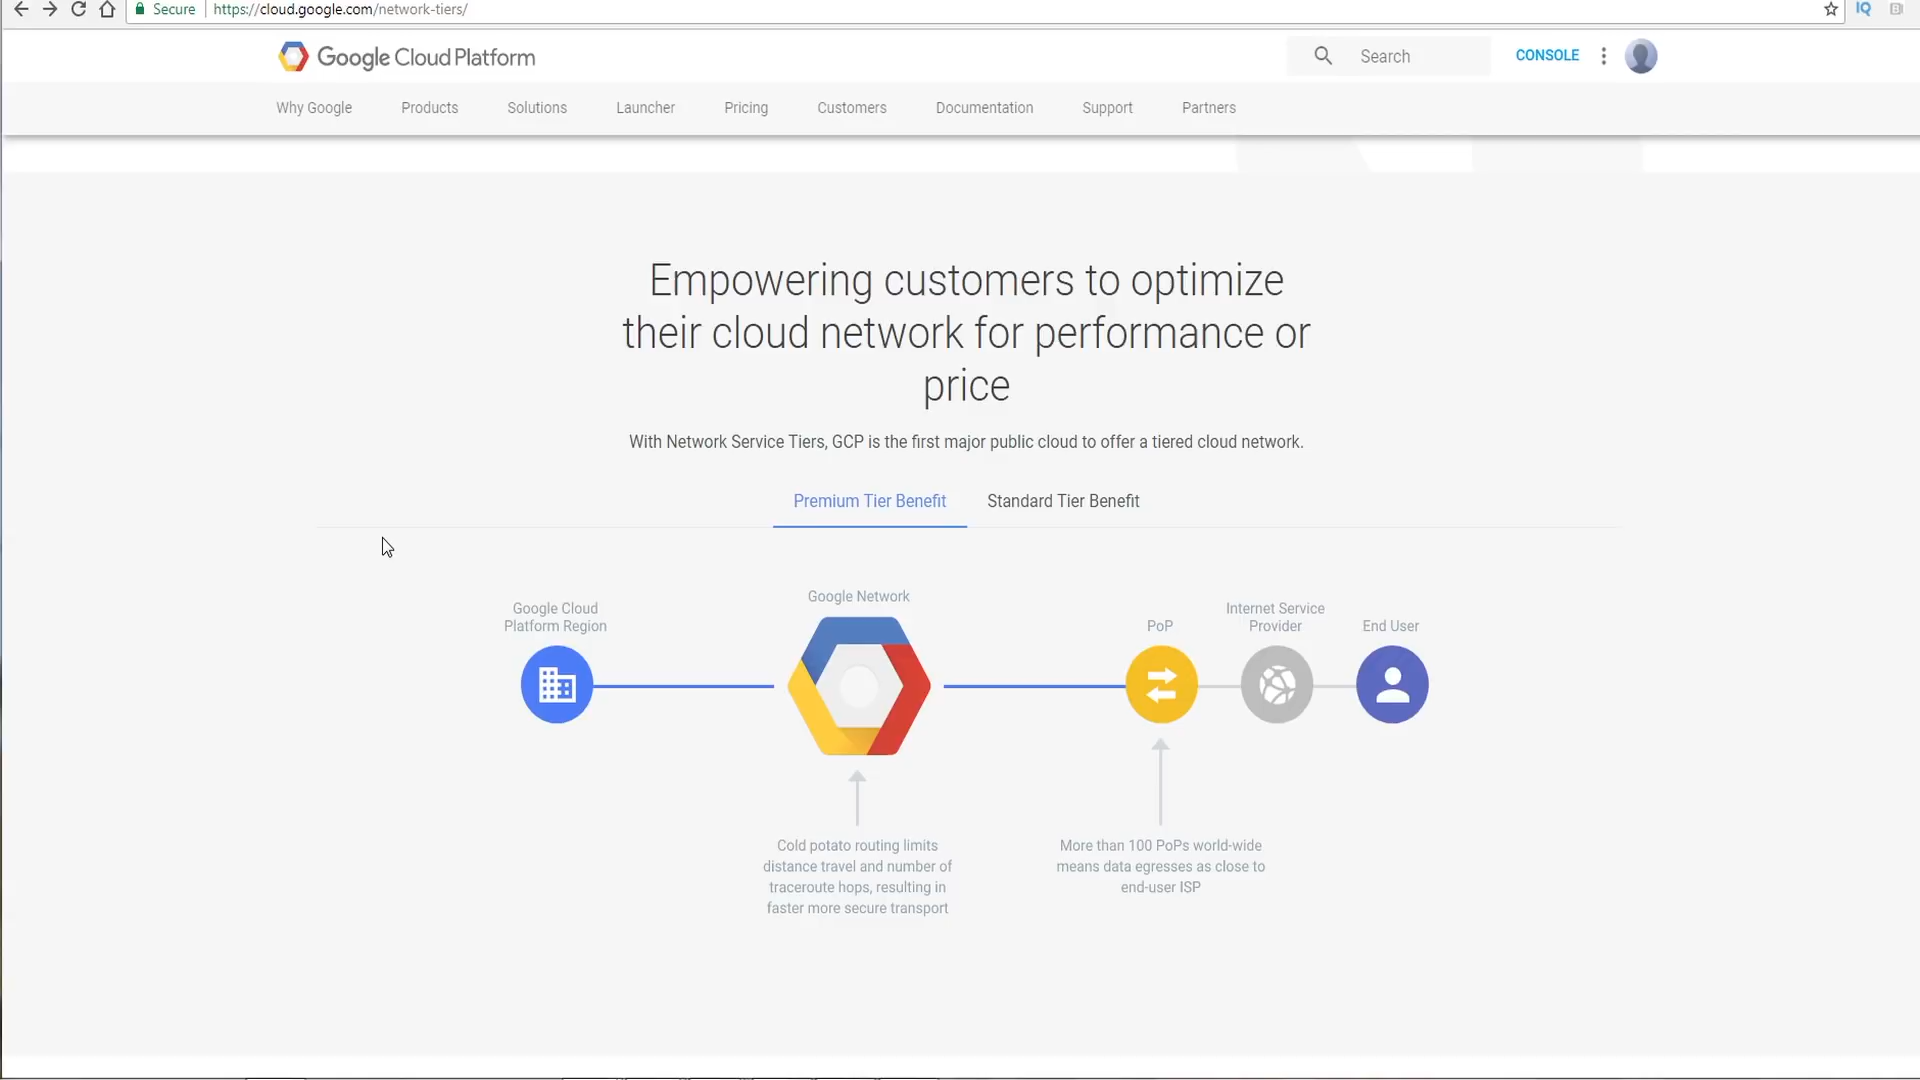 Secure https://cloud.google.com/network-tiers/ IQ
Google Cloud Platform Search CONSOLE
Why Google Products Solutions Launcher Pricing Customers Documentation Support Partners
Empowering customers to optimize
their cloud network for performance or
price
With Network Service Tiers, GCP is the first major public cloud to offer a tiered cloud network.
Premium Tier Benefit Standard Tier Benefit
Google Cloud
Platform Region
Google Network
PoP
Internet Service
Provider
End User
Cold potato routing limits
distance travel and number of
traceroute hops, resulting in
faster more secure transport
More than 100 PoPs world-wide
means data egresses as close to
end-user ISP